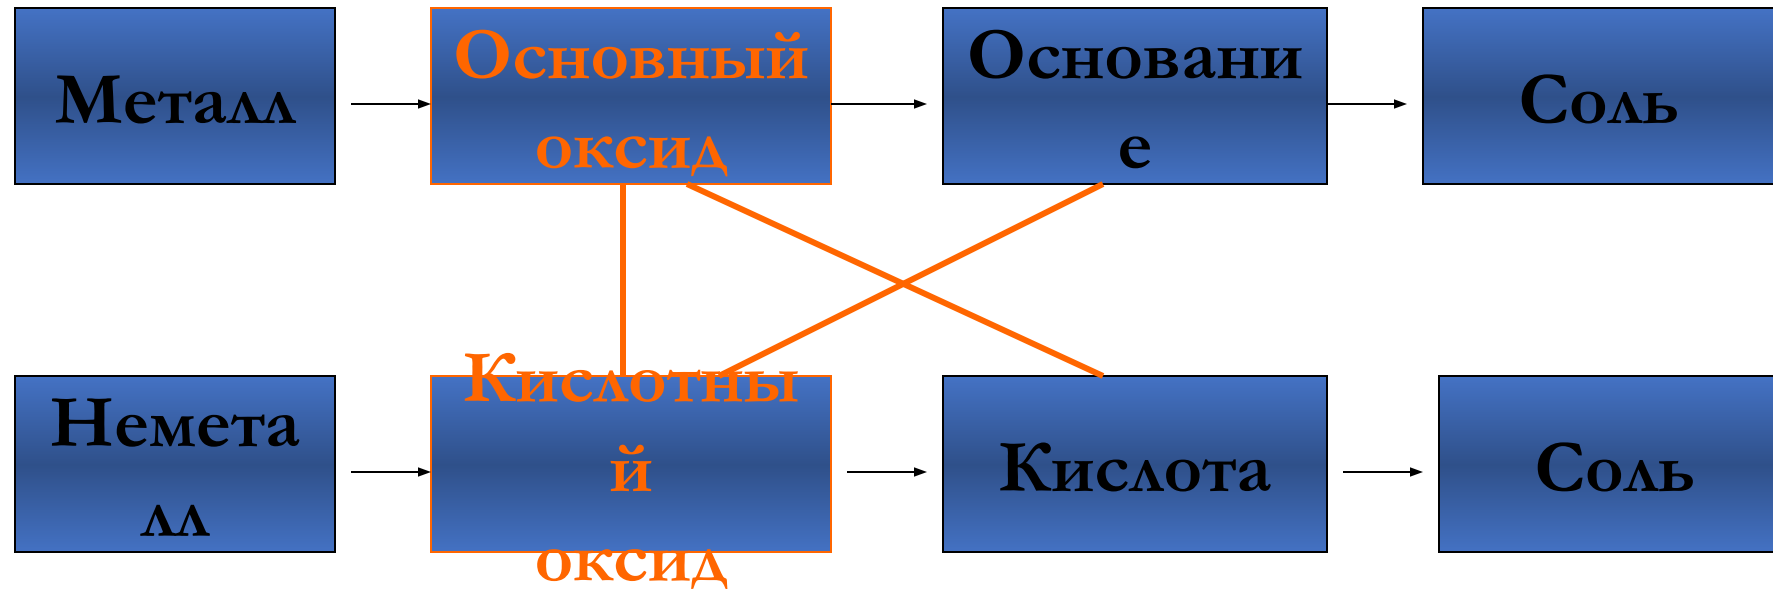 Металл
Основный
оксид
Основани
е
Соль
Немета
лл
Кислотны
й
оксид
Кислота
Соль